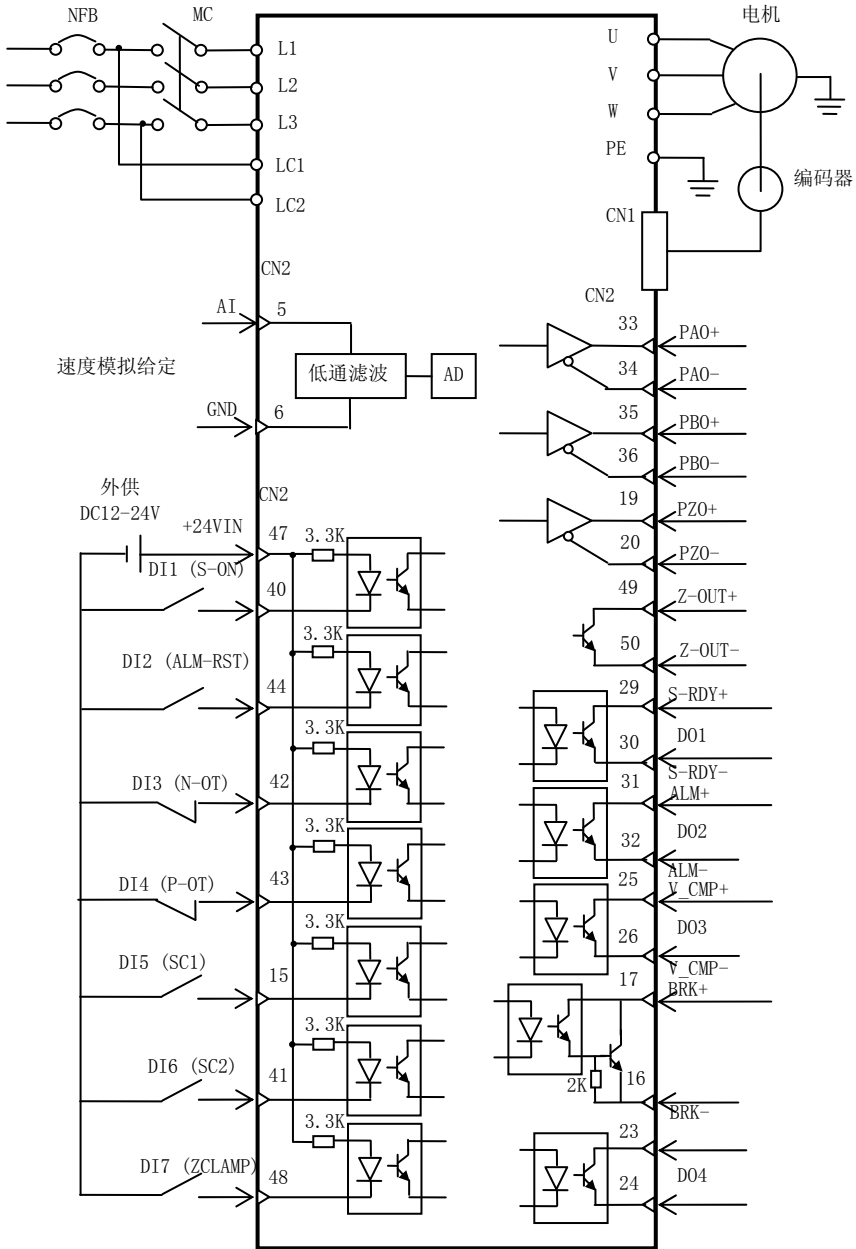 NFB
MC
L1
L2
L3
LC1
LC2
U
V
W
PE
电机
编码器
CN1
CN2
AI
5
速度模拟给定
低通滤波
AD
GND
6
CN2
33
PAO+
34
PAO-
35
PBO+
36
PBO-
19
PZO+
20
PZO-
49
Z-OUT+
50
Z-OUT-
29
S-RDY+
DO1
30
S-RDY-
31
ALM+
DO2
32
ALM-
25
V_CMP+
DO3
26
V_CMP-
17
BRK+
2K
16
BRK-
23
DO4
24
外供
DC12-24V
CN2
+24VIN
47
3.3K
DI1 (S-ON)
40
3.3K
DI2 (ALM-RST)
44
3.3K
DI3 (N-OT)
42
3.3K
DI4 (P-OT)
43
3.3K
DI5 (SC1)
15
3.3K
DI6 (SC2)
41
3.3K
DI7 (ZCLAMP)
48